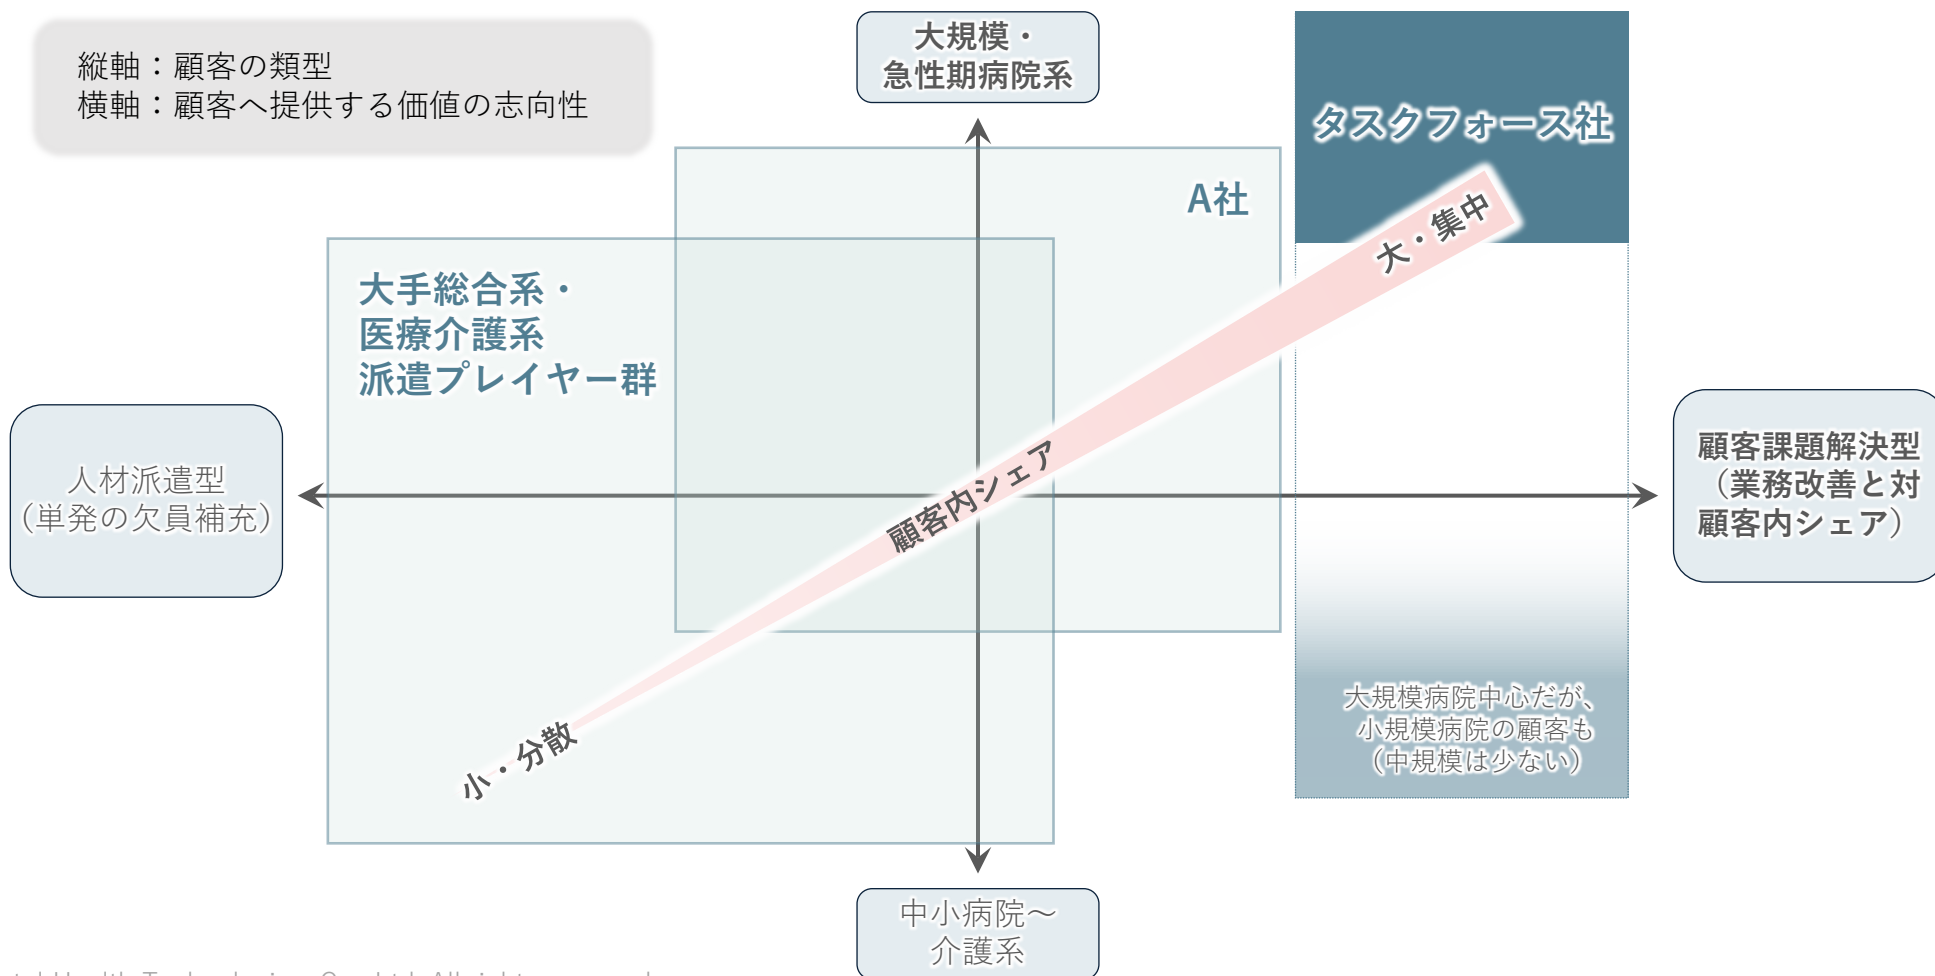 縦軸：顧客の類型
横軸：顧客へ提供する価値の志向性
大規模・
急性期病院系
タスクフォース社
A社
大・集中
大手総合系・
医療介護系
派遣プレイヤー群
人材派遣型
（単発の欠員補充）
顧客内シェア
顧客課題解決型
（業務改善と対
顧客内シェア）
小・分散
大規模病院中心だが、
小規模病院の顧客も
（中規模は少ない）
中小病院～
介護系